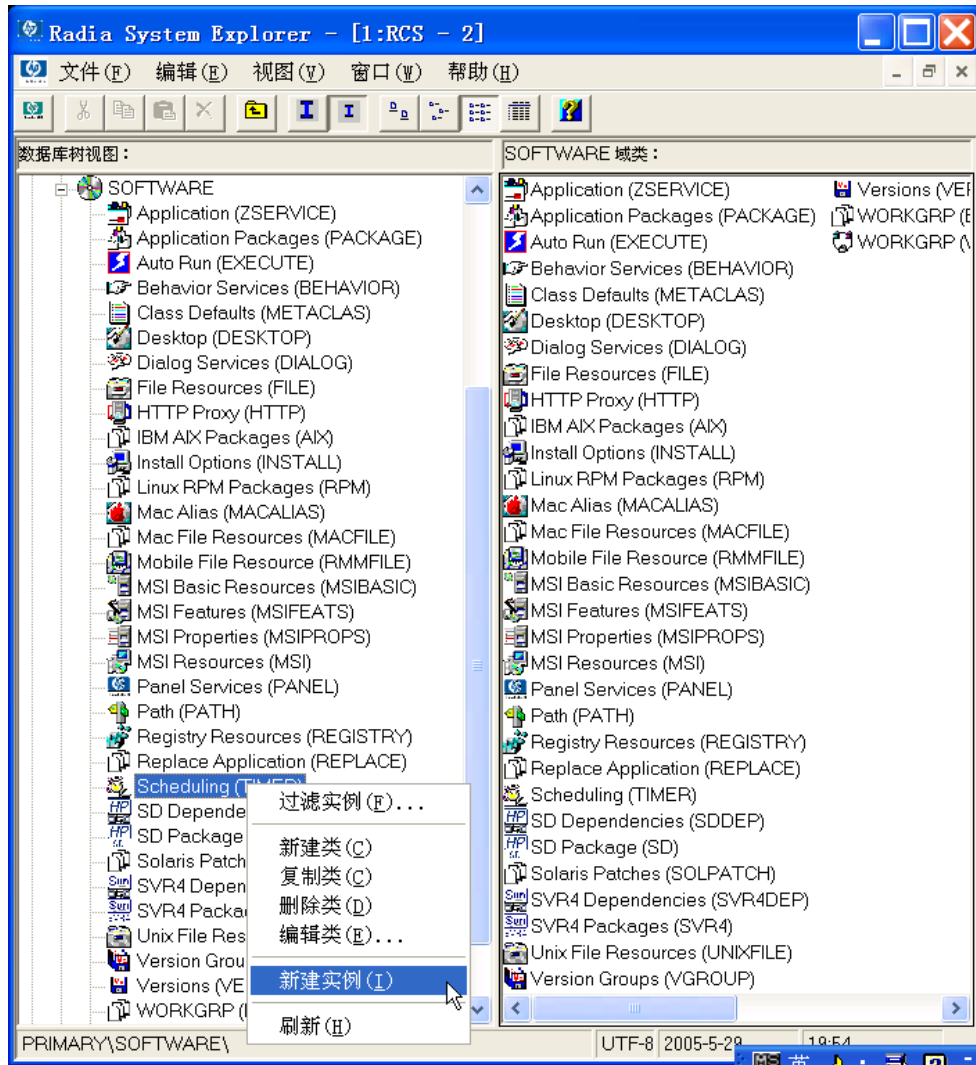 Radia System Explorer - [1:RCS - 2]
文件(F) 编辑(E) 视图(V) 窗口(W) 帮助(H)
数据库树视图：
SOFTWARE
Application (ZSERVICE)
Application Packages (PACKAGE)
Auto Run (EXECUTE)
Behavior Services (BEHAVIOR)
Class Defaults (METACLAS)
Desktop (DESKTOP)
Dialog Services (DIALOG)
File Resources (FILE)
HTTP Proxy (HTTP)
IBM AIX Packages (AIX)
Install Options (INSTALL)
Linux RPM Packages (RPM)
Mac Alias (MACALIAS)
Mac File Resources (MACFILE)
Mobile File Resource (RMMFILE)
MSI Basic Resources (MSIBASIC)
MSI Features (MSIFEATS)
MSI Properties (MSIPROPS)
MSI Resources (MSI)
Panel Services (PANEL)
Path (PATH)
Registry Resources (REGISTRY)
Replace Application (REPLACE)
Scheduling (TIMER)
SD Depende
SD Package
Solaris Patch
SVR4 Depen
SVR4 Packa
Unix File Res
Version Grou
Versions (VE
WORKGRP (
过滤实例(F)...
新建类(C)
复制类(C)
删除类(D)
编辑类(E)...
新建实例(I)
刷新(H)
SOFTWARE 域类：
Application (ZSERVICE)
Application Packages (PACKAGE)
Auto Run (EXECUTE)
Behavior Services (BEHAVIOR)
Class Defaults (METACLAS)
Desktop (DESKTOP)
Dialog Services (DIALOG)
File Resources (FILE)
HTTP Proxy (HTTP)
IBM AIX Packages (AIX)
Install Options (INSTALL)
Linux RPM Packages (RPM)
Mac Alias (MACALIAS)
Mac File Resources (MACFILE)
Mobile File Resource (RMMFILE)
MSI Basic Resources (MSIBASIC)
MSI Features (MSIFEATS)
MSI Properties (MSIPROPS)
MSI Resources (MSI)
Panel Services (PANEL)
Path (PATH)
Registry Resources (REGISTRY)
Replace Application (REPLACE)
Scheduling (TIMER)
SD Dependencies (SDDEP)
SD Package (SD)
Solaris Patches (SOLPATCH)
SVR4 Dependencies (SVR4DEP)
SVR4 Packages (SVR4)
Unix File Resources (UNIXFILE)
Version Groups (VGROUP)
Versions (VEF
WORKGRP (E
WORKGRP (\
PRIMARY\SOFTWARE\
UTF-8 2005-5-29 19:54
英